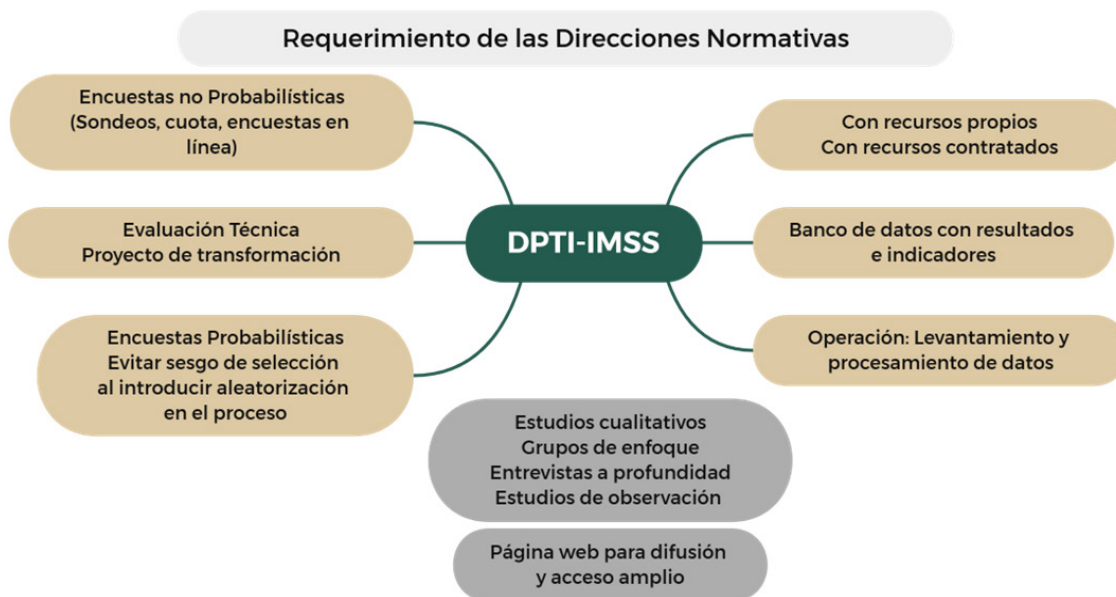 Requerimiento de las Direcciones Normativas
Encuestas no Probabilísticas
(Sondeos, cuota, encuestas en
línea)
Evaluación Técnica
Proyecto de transformación
Encuestas Probabilísticas
Evitar sesgo de selección
al introducir aleatorización
en el proceso
DPTI-IMSS
Con recursos propios
Con recursos contratados
Banco de datos con resultados
e indicadores
Operación: Levantamiento y
procesamiento de datos
Estudios cualitativos
Grupos de enfoque
Entrevistas a profundidad
Estudios de observación
Página web para difusión
y acceso amplio